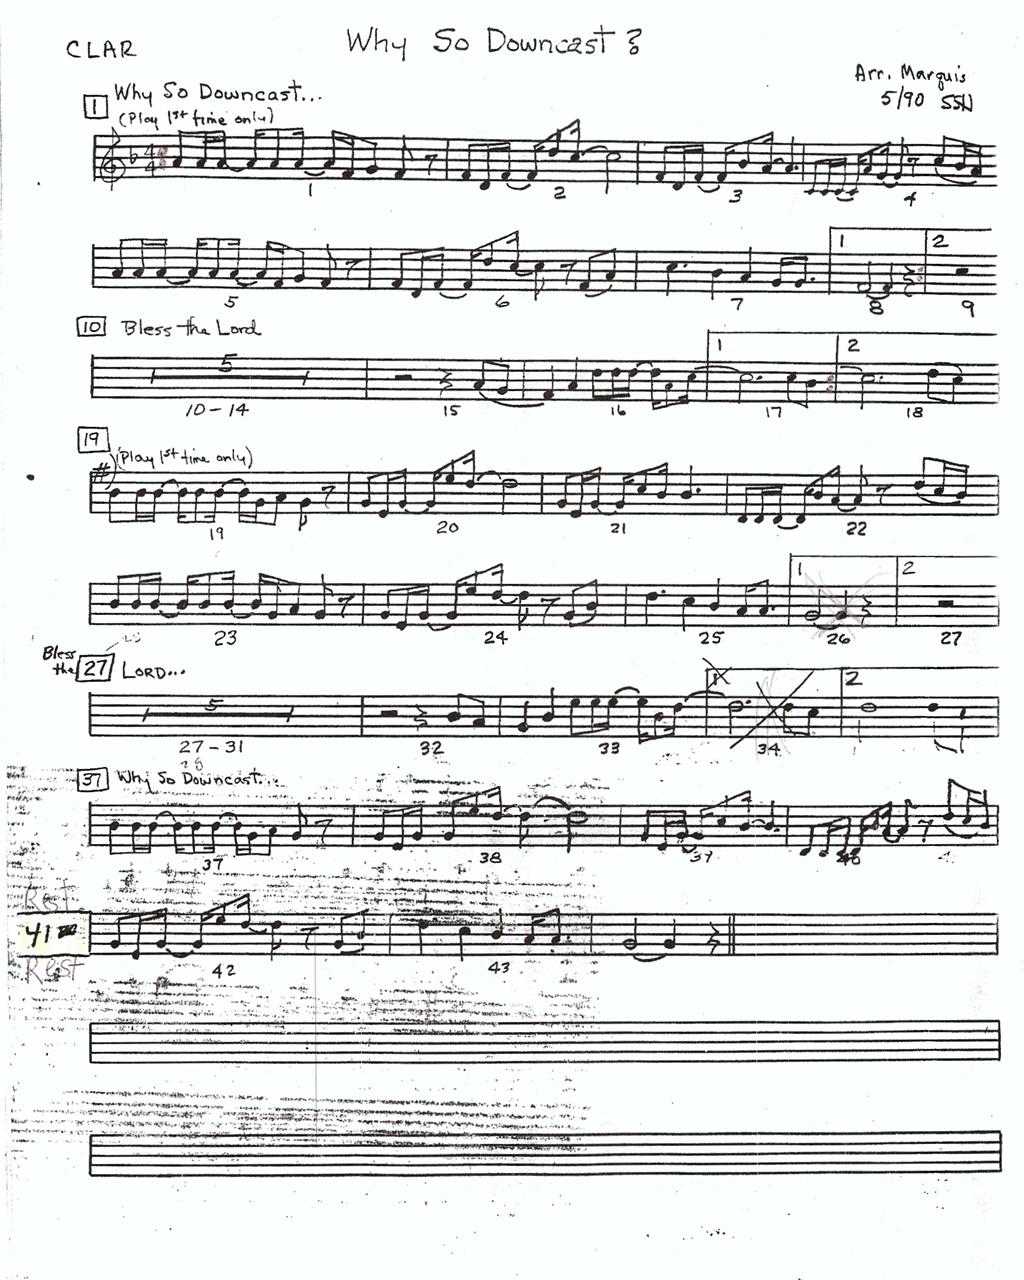 CLAR
Why So Downcast?
Arr. Marquis
5/90 SSW
1 Why So Downcast...
(Play 1st time only)
4
4
1 2 3 4
1 2
5 6 7 8 9
10 Bless the Lord
5
1 2
10-14 15 16 17 18
19 (Play 1st time only)
19 20 21 22
1 2
23 24 25 26 27
Bless
the 27 LORD...
5
1 2
27-31 32 33 34
37 Why So Downcast...
37 38 39 40
Rest
41
Rest
42 43